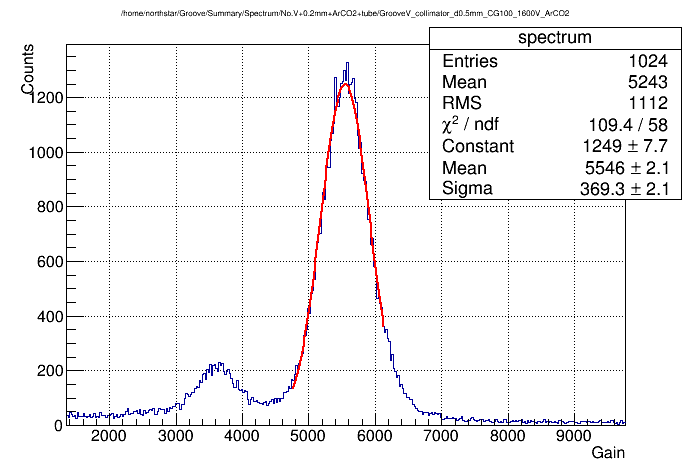 /home/northstar/Groove/Summary/Spectrum/No.V+0.2mm+ArCO2+tube/GrooveV_collimator_d0.5mm_CG100_1600V_ArCO2
spectrum
Entries 1024
Mean 5243
RMS 1112
χ² / ndf 109.4 / 58
Constant 1249 ± 7.7
Mean 5546 ± 2.1
Sigma 369.3 ± 2.1
Counts
1200
1000
800
600
400
200
0
2000 3000 4000 5000 6000 7000 8000 9000
Gain